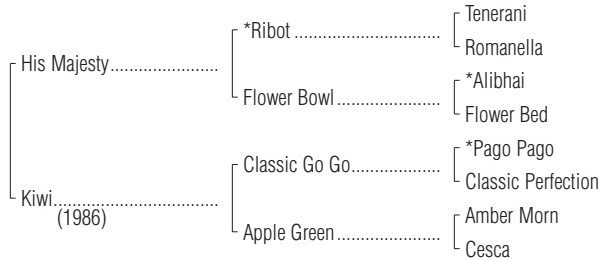 Tenerani
*Ribot
Romanella
His Majesty
*Alibhai
Flower Bowl
Flower Bed
*Pago Pago
Classic Go Go
Classic Perfection
Kiwi
(1986)
Amber Morn
Apple Green
Cesca